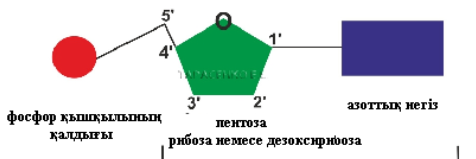 5'
O
4'
1'
3'
2'
фосфор қышқылының
қалдығы
пентоза
рибоза немесе дезоксирибоза
азоттық негіз